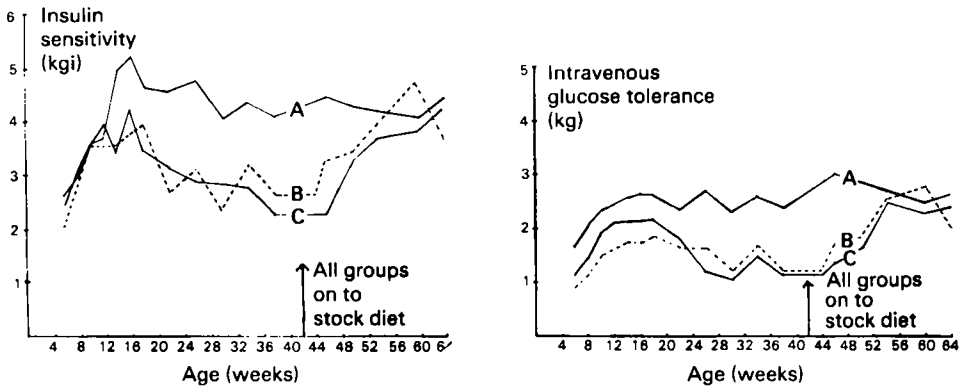 6
Insulin
sensitivity
(kgi)
5
4
3
2
1
A
B
C
All groups
on to
stock diet
4 8 12 16 20 24 28 32 36 40 44 48 52 56 60
Age (weeks)
5
Intravenous
glucose tolerance
(kg)
4
3
2
1
A
B
C
All groups
on to
stock diet
4 8 12 16 20 24 28 32 36 40 44 48 52 56 60 64
Age (weeks)